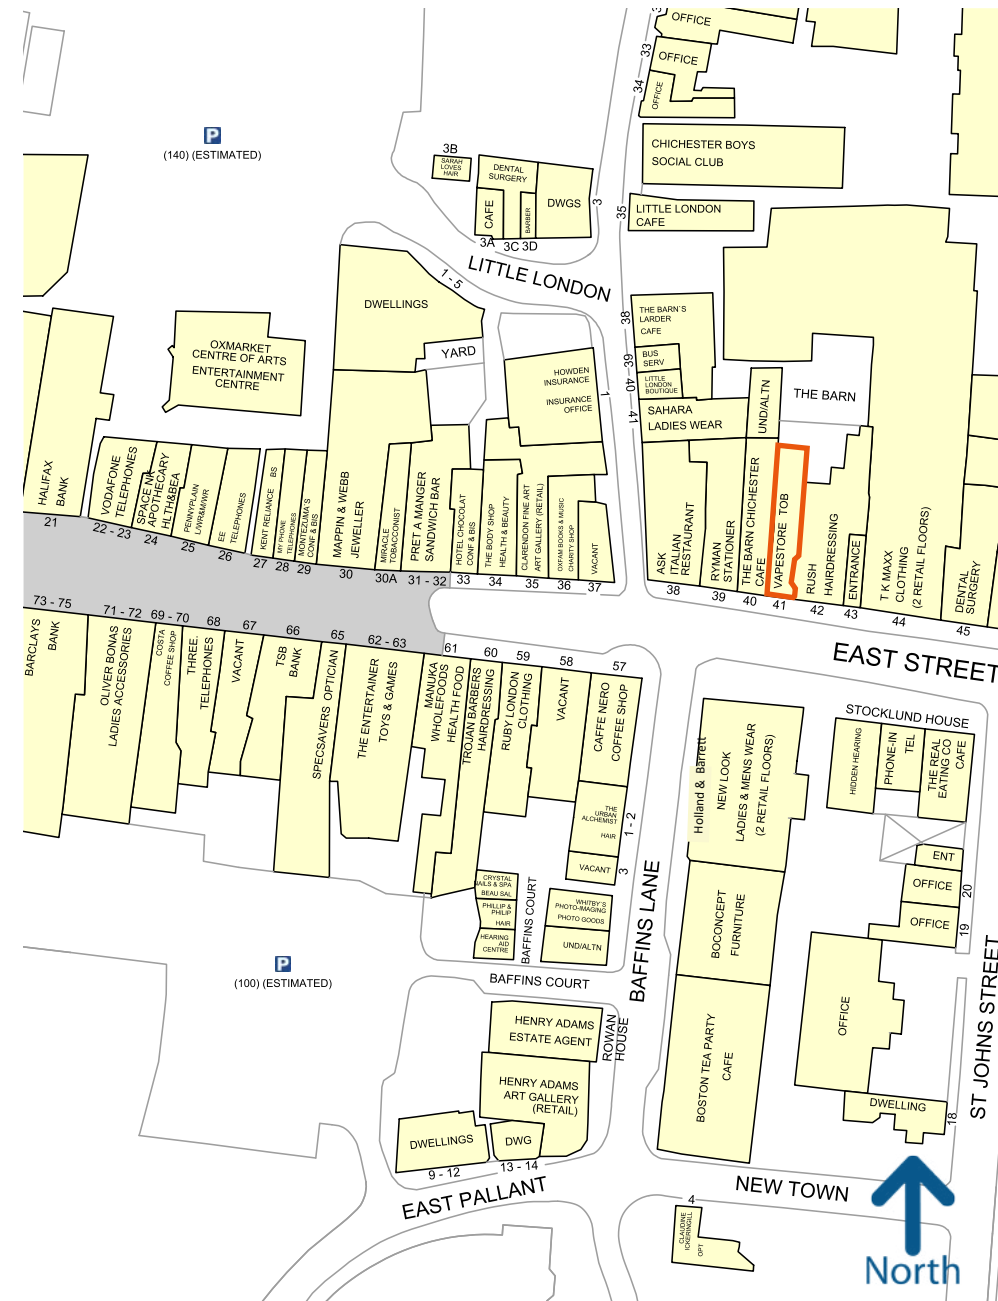 OFFICE
33
OFFICE
34
OFFICE
P
(140) (ESTIMATED)
CHICHESTER BOYS
SOCIAL CLUB
3B
SARAH
LOVES
HAIR
DENTAL
SURGERY
CAFE
BARBER
DWGS
3
3A
3C
3D
35
LITTLE LONDON
CAFE
LITTLE LONDON
1 - 5
DWELLINGS
YARD
38
THE BARN`S
LARDER
CAFE
39
BUS
SERV
40
LITTLE
LONDON
BOUTIQUE
41
SAHARA
LADIES WEAR
UND/ALTN
THE BARN
OXMARKET
CENTRE OF ARTS
ENTERTAINMENT
CENTRE
HOWDEN
INSURANCE
INSURANCE
OFFICE
1
HALIFAX
BANK
21
VODAFONE
TELEPHONES
22 - 23
SPACE NK
APOTHECARY
HLTH&BEA
24
PENNYPLAIN
L/WR&M/WR
25
EE
TELEPHONES
26
KENT RELIANCE BS
27
MY PHONE
TELEPHONES
28
MONTEZUMA'S
CONF & BIS
29
MAPPIN & WEBB
JEWELLER
30
MIRACLE
TOBACCONIST
30A
PRET A MANGER
SANDWICH BAR
31 - 32
HOTEL CHOCOLAT
CONF & BIS
33
THE BODY SHOP
HEALTH & BEAUTY
34
CLARENDON FINE ART
ART GALLERY (RETAIL)
35
OXFAM BOOKS & MUSIC
CHARITY SHOP
36
VACANT
37
ASK
ITALIAN
RESTAURANT
38
RYMAN
STATIONER
39
THE BARN CHICHESTER
CAFE
40
VAPESTORE TOB
41
RUSH
HAIRDRESSING
42
ENTRANCE
43
T K MAXX
CLOTHING
(2 RETAIL FLOORS)
44
DENTAL
SURGERY
45
EAST STREET
73 - 75
BARCLAYS
BANK
71 - 72
OLIVER BONAS
LADIES ACCESSORIES
69 - 70
COSTA
COFFEE SHOP
68
THREE.
TELEPHONES
67
VACANT
66
TSB
BANK
65
SPECSAVERS OPTICIAN
62 - 63
THE ENTERTAINER
TOYS & GAMES
61
MANUKA
WHOLEFOODS
HEALTH FOOD
60
TROJAN BARBERS
HAIRDRESSING
59
RUBY LONDON
CLOTHING
58
VACANT
57
CAFFE NERO
COFFEE SHOP
THE
URBAN
ALCHEMIST
HAIR
1 - 2
VACANT
3
CRYSTAL
NAILS & SPA
BEAU SAL
PHILLIP &
PHILIP
HAIR
HEARING
AID
CENTRE
BAFFINS COURT
WHITBY`S
PHOTO-IMAGING
PHOTO GOODS
UND/ALTN
BAFFINS COURT
BAFFINS LANE
Holland & Barrett
NEW LOOK
LADIES & MENS WEAR
(2 RETAIL FLOORS)
BOCONCEPT
FURNITURE
BOSTON TEA PARTY
CAFE
STOCKLUND HOUSE
HIDDEN HEARING
PHONE-IN
TEL
THE REAL
EATING CO
CAFE
ENT
OFFICE
20
OFFICE
19
OFFICE
ST JOHNS STREET
DWELLING
18
P
(100) (ESTIMATED)
HENRY ADAMS
ESTATE AGENT
ROWAN
HOUSE
HENRY ADAMS
ART GALLERY
(RETAIL)
DWELLINGS
DWG
9 - 12
13 - 14
EAST PALLANT
NEW TOWN
4
CLAUDINE
ICKERINGILL
OPT
North